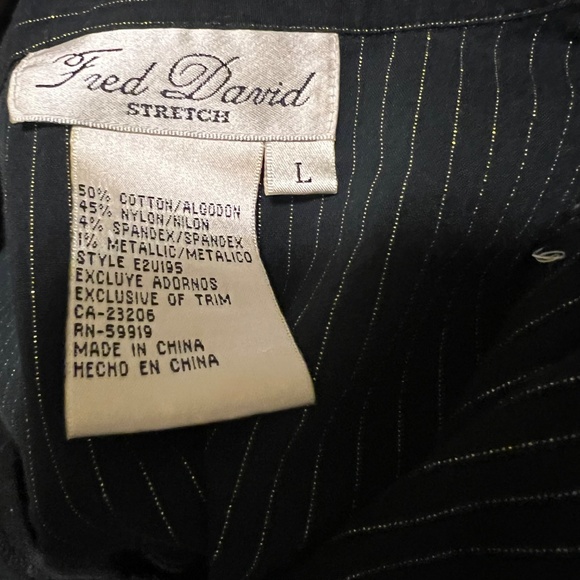 Fred David
STRETCH
L
50% COTTON/ALGODON
45% NYLON/NILON
4% SPANDEX/SPANDEX
1% METALLIC/METALICO
STYLE E2U195
EXCLUYE ADORNOS
EXCLUSIVE OF TRIM
CA-23206
RN-59919
MADE IN CHINA
HECHO EN CHINA